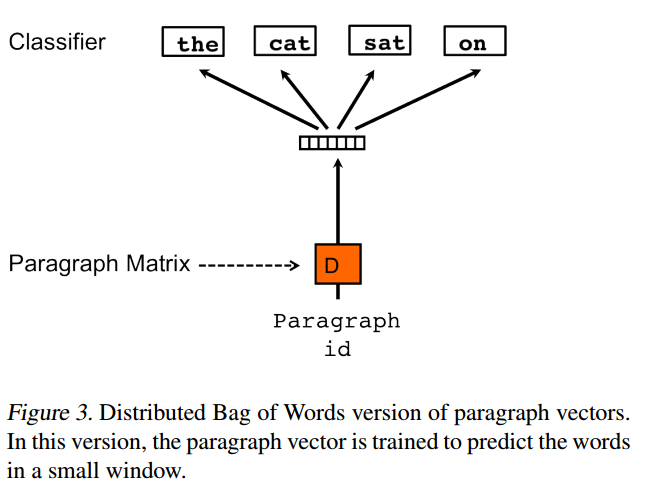 Classifier the cat sat on
Paragraph Matrix D
Paragraph
id
Figure 3. Distributed Bag of Words version of paragraph vectors.
In this version, the paragraph vector is trained to predict the words
in a small window.